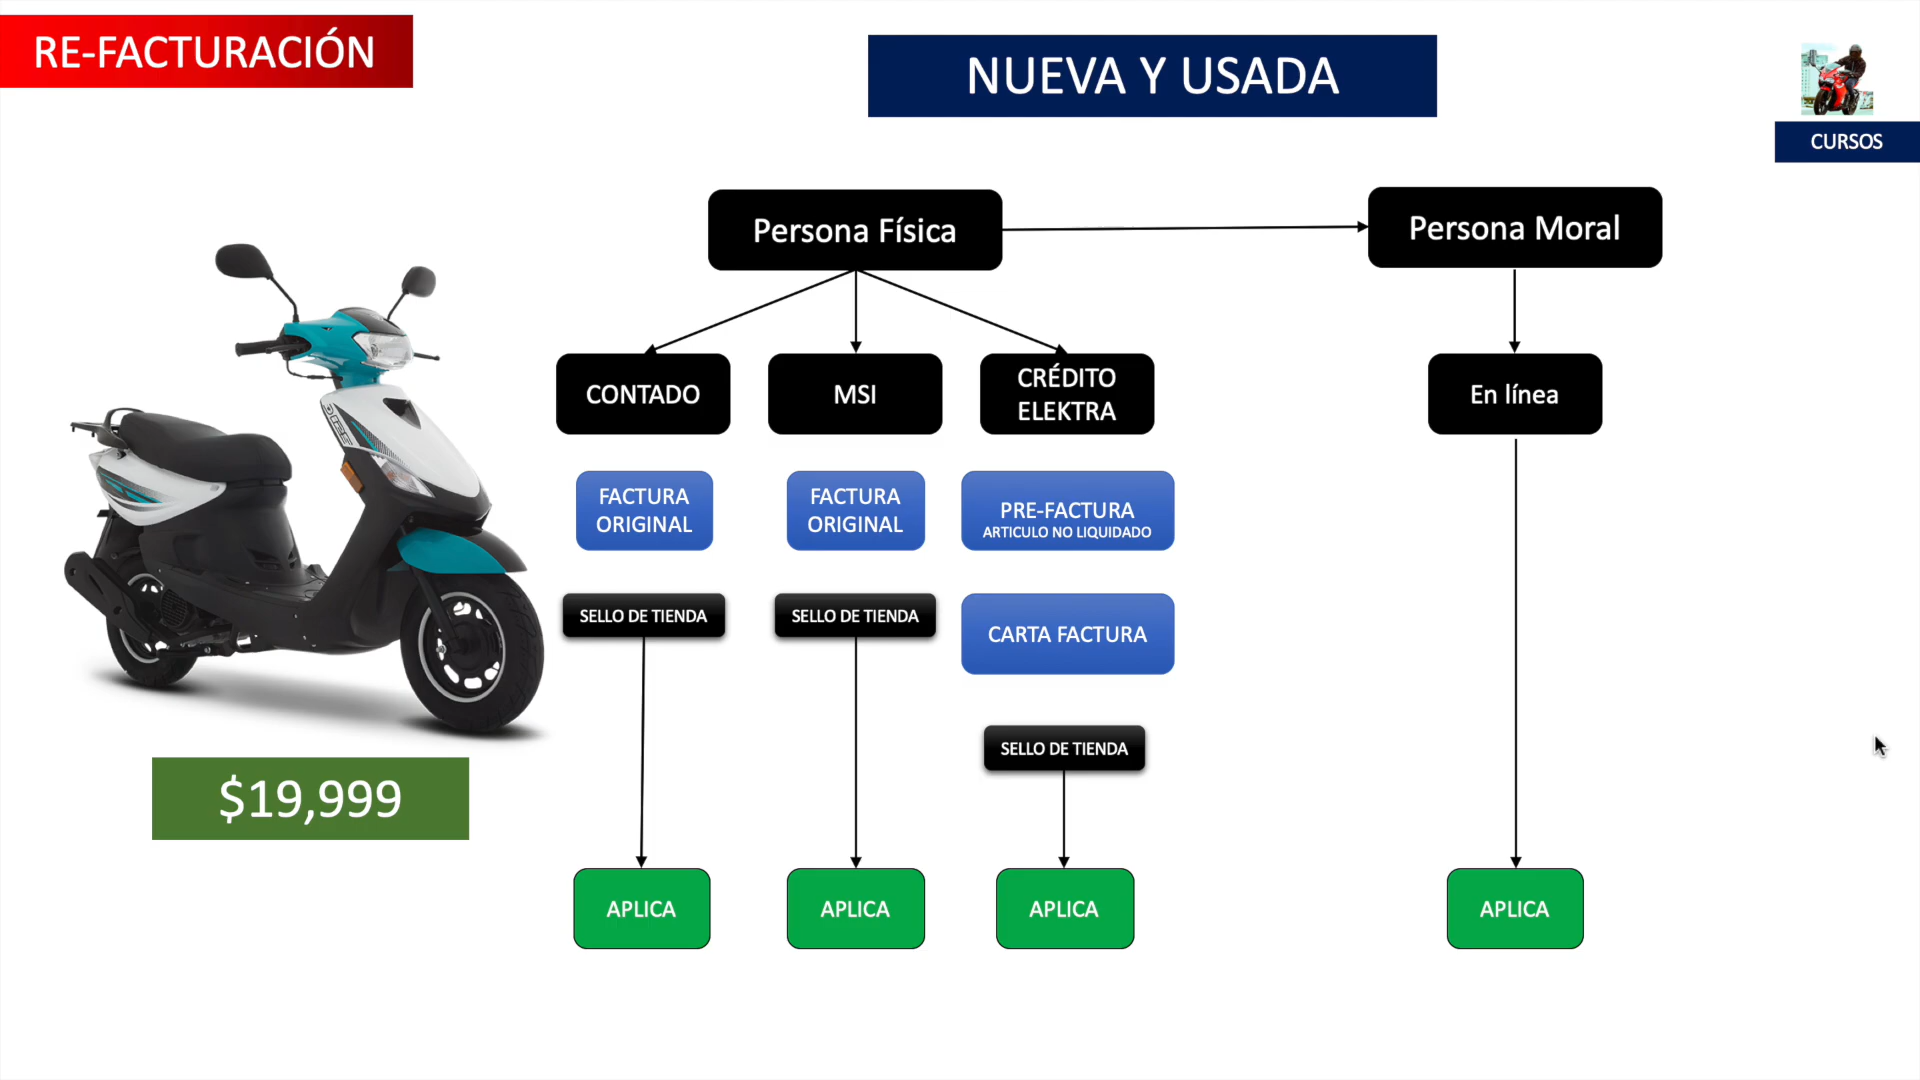 RE-FACTURACIÓN
NUEVA Y USADA
CURSOS
Persona Física
Persona Moral
CONTADO
MSI
CRÉDITO
ELEKTRA
En línea
FACTURA
ORIGINAL
FACTURA
ORIGINAL
PRE-FACTURA
ARTICULO NO LIQUIDADO
SELLO DE TIENDA
SELLO DE TIENDA
CARTA FACTURA
SELLO DE TIENDA
$19,999
APLICA
APLICA
APLICA
APLICA